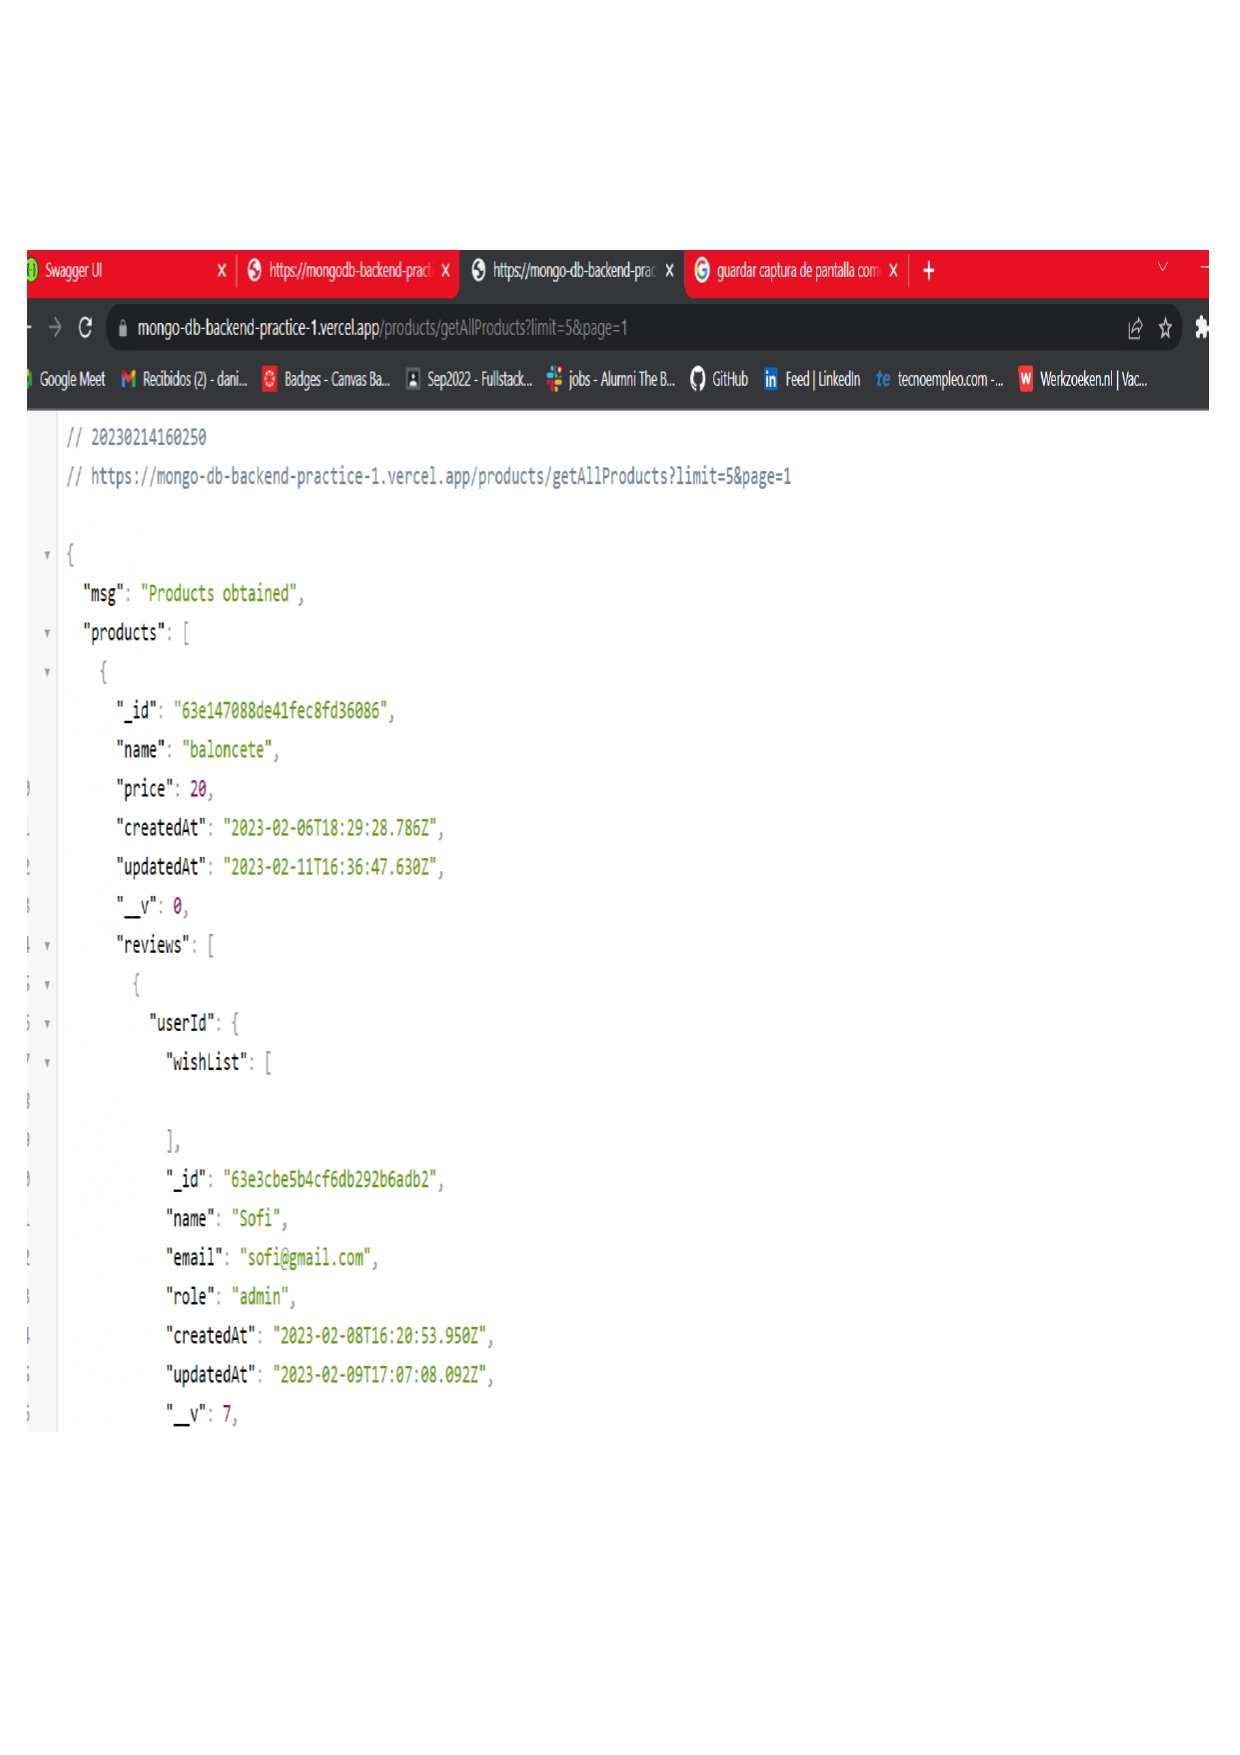 Swagger UI
https://mongodb-backend-pract
https://mongo-db-backend-prac
guardar captura de pantalla com
mongo-db-backend-practice-1.vercel.app/products/getAllProducts?limit=5&page=1
Google Meet
Recibidos (2) - dani...
Badges - Canvas Ba...
Sep2022 - Fullstack...
jobs - Alumni The B...
GitHub
Feed | LinkedIn
te tecnoempleo.com -...
W Werkzoeken.nl | Vac...
// 20230214160250
// https://mongo-db-backend-practice-1.vercel.app/products/getAllProducts?limit=5&page=1
{
"msg": "Products obtained",
"products": [
{
"_id": "63e147088de41fec8fd36086",
"name": "baloncete",
"price": 20,
"createdAt": "2023-02-06T18:29:28.786Z",
"updatedAt": "2023-02-11T16:36:47.630Z",
"__v": 0,
"reviews": [
{
"userId": {
"wishList": [
],
"_id": "63e3cbe5b4cf6db292b6adb2",
"name": "Sofi",
"email": "sofi@gmail.com",
"role": "admin",
"createdAt": "2023-02-08T16:20:53.950Z",
"updatedAt": "2023-02-09T17:07:08.092Z",
"__v": 7,